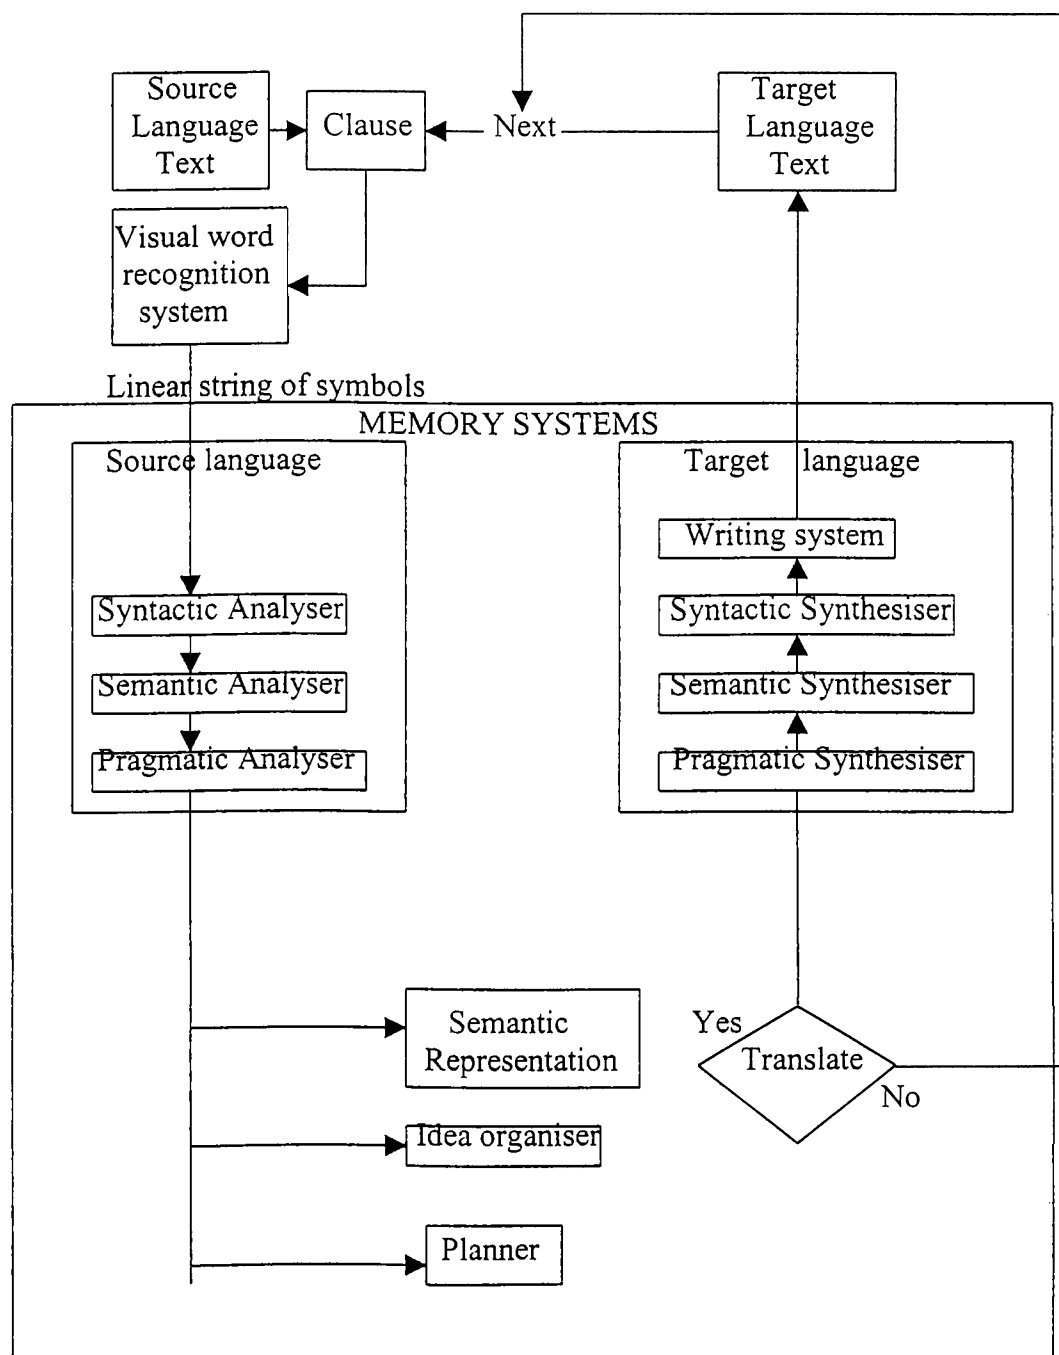 Source
Language
Text
Clause
Next
Target
Language
Text
Visual word
recognition
system
Linear string of symbols
MEMORY SYSTEMS
Source language
Target language
Writing system
Syntactic Analyser
Syntactic Synthesiser
Semantic Analyser
Semantic Synthesiser
Pragmatic Analyser
Pragmatic Synthesiser
Semantic
Representation
Yes
Translate
No
Idea organiser
Planner